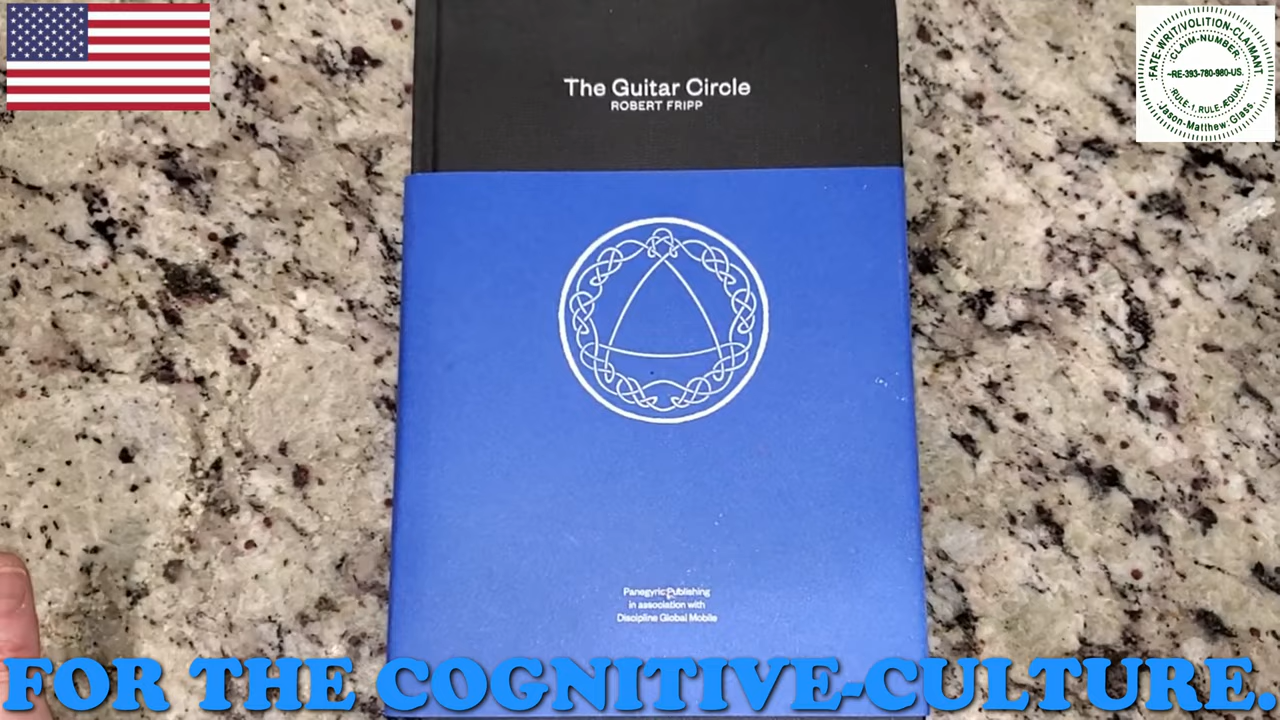 The Guitar Circle
ROBERT FRIPP
:FATE-WRIT/VOLITION-CLAIMANT.
CLAIM-NUMBER
~RE-393-780-980-US.
:RULE-1, RULE-ÆQUAL.
:Jason-Matthew: Glass.
Panegyric Publishing
in association with
Discipline Global Mobile
FOR THE COGNITIVE-CULTURE.